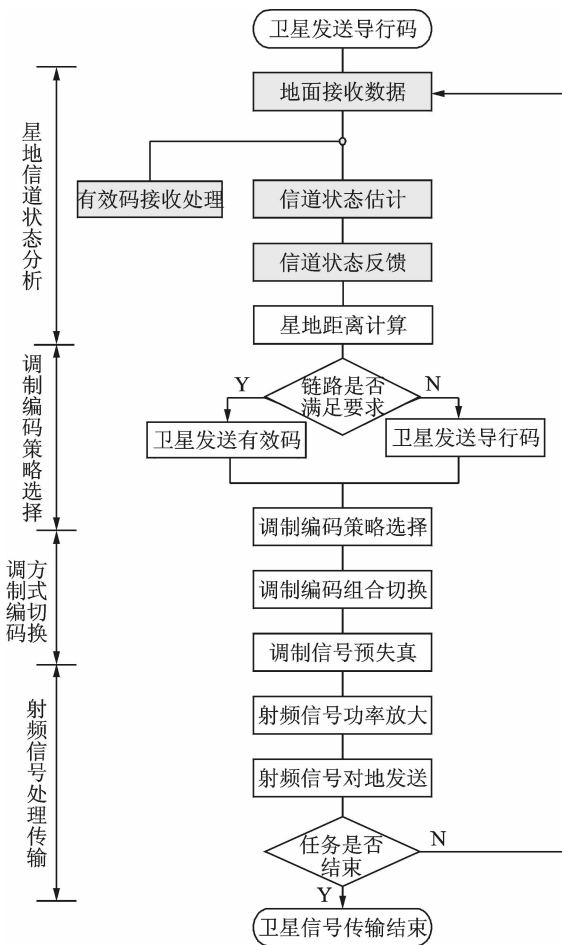 卫星发送导行码
地面接收数据
有效码接收处理
信道状态估计
信道状态反馈
星地距离计算
星地信道状态分析
链路是否
满足要求
Y
N
卫星发送有效码
卫星发送导行码
调制编码策略选择
调制编码策略选择
调制编码组合切换
调制信号预失真
调制编码
方式切换
射频信号功率放大
射频信号对地发送
任务是否
结束
N
Y
射频信号处理传输
卫星信号传输结束